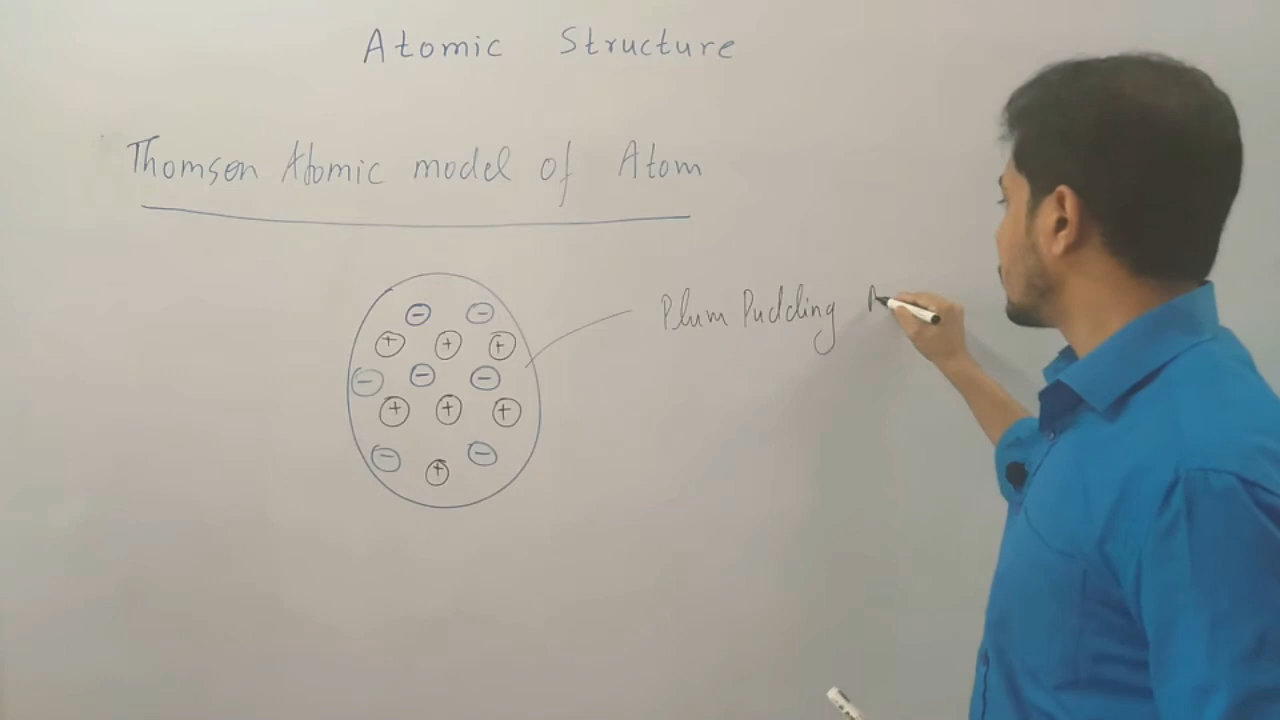 Atomic Structure
Thomson Atomic model of Atom
− −
+ + +
− − −
+ + +
− −
+
Plum Pudding